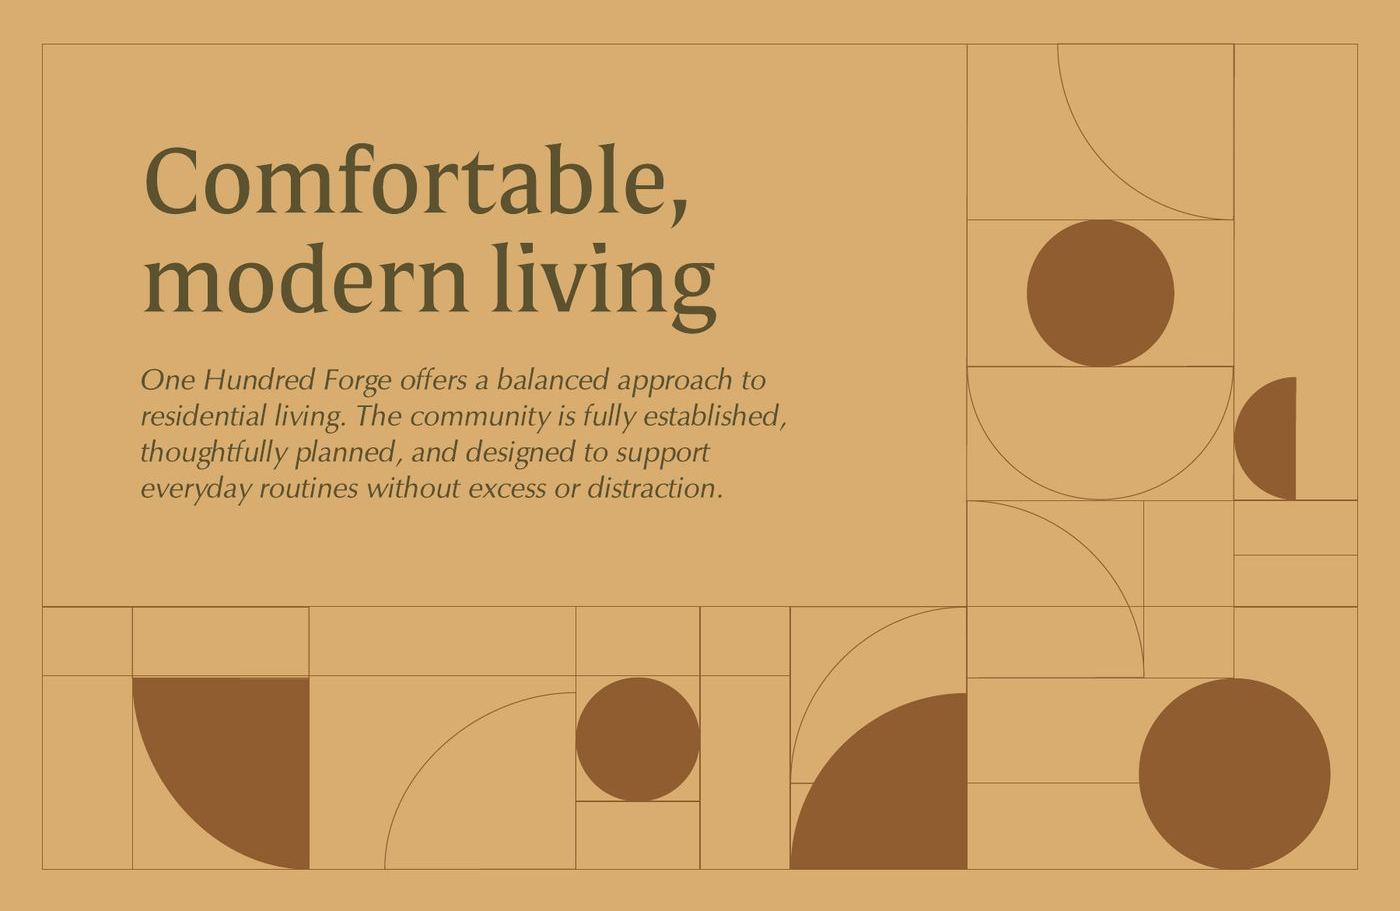 Comfortable,
modern living
One Hundred Forge offers a balanced approach to
residential living. The community is fully established,
thoughtfully planned, and designed to support
everyday routines without excess or distraction.